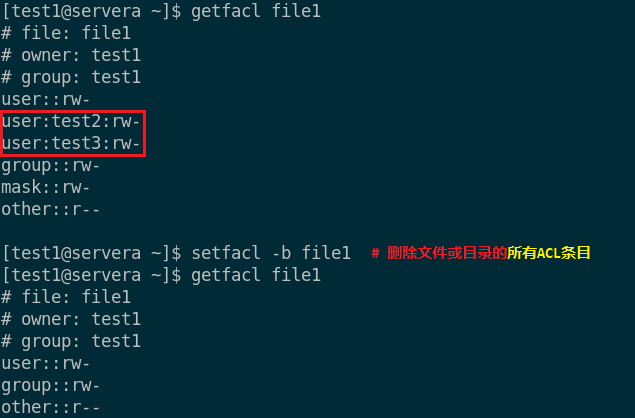 [test1@servera ~]$ getfacl file1
# file: file1
# owner: test1
# group: test1
user::rw-
user:test2:rw-
user:test3:rw-
group::rw-
mask::rw-
other::r--
[test1@servera ~]$ setfacl -b file1  # 删除文件或目录的所有ACL条目
[test1@servera ~]$ getfacl file1
# file: file1
# owner: test1
# group: test1
user::rw-
group::rw-
other::r--